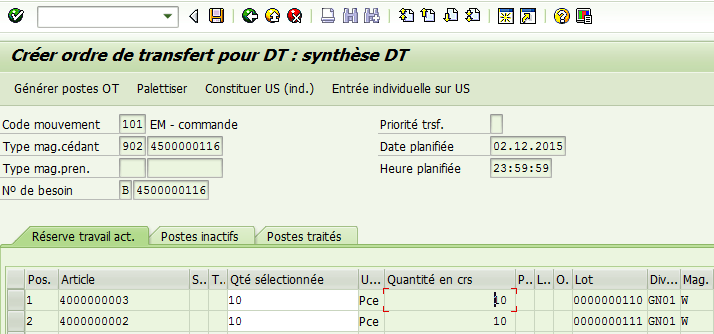 Créer ordre de transfert pour DT : synthèse DT
Générer postes OT Palettiser Constituer US (ind.) Entrée individuelle sur US
Code mouvement 101 EM - commande Priorité trsf.
Type mag.cédant 902 4500000116 Date planifiée 02.12.2015
Type mag.pren. Heure planifiée 23:59:59
Nº de besoin B 4500000116
Réserve travail act. Postes inactifs Postes traités
Pos. Article S.. T.. Qté sélectionnée U... Quantité en crs P.. L.. O. Lot Div... Mag.
1 4000000003 10 Pce 10 0000000110 GN01 W
2 4000000002 10 Pce 10 0000000111 GN01 W